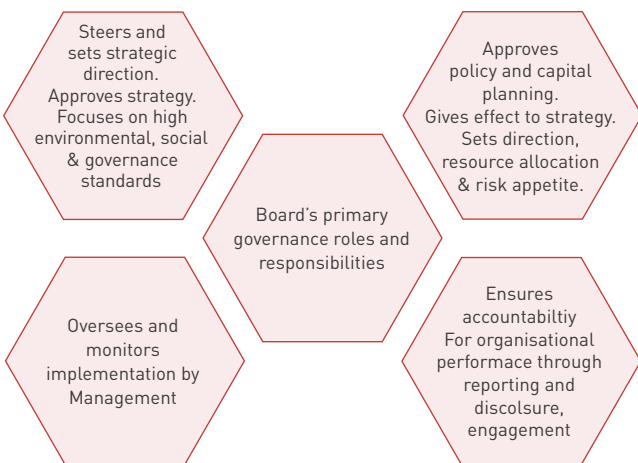 Steers and
sets strategic
direction.
Approves strategy.
Focuses on high
environmental, social
& governance
standards
Approves
policy and capital
planning.
Gives effect to strategy.
Sets direction,
resource allocation
& risk appetite.
Board's primary
governance roles and
responsibilities
Oversees and
monitors
implementation by
Management
Ensures
accountabiltiy
For organisational
performace through
reporting and
discolsure,
engagement